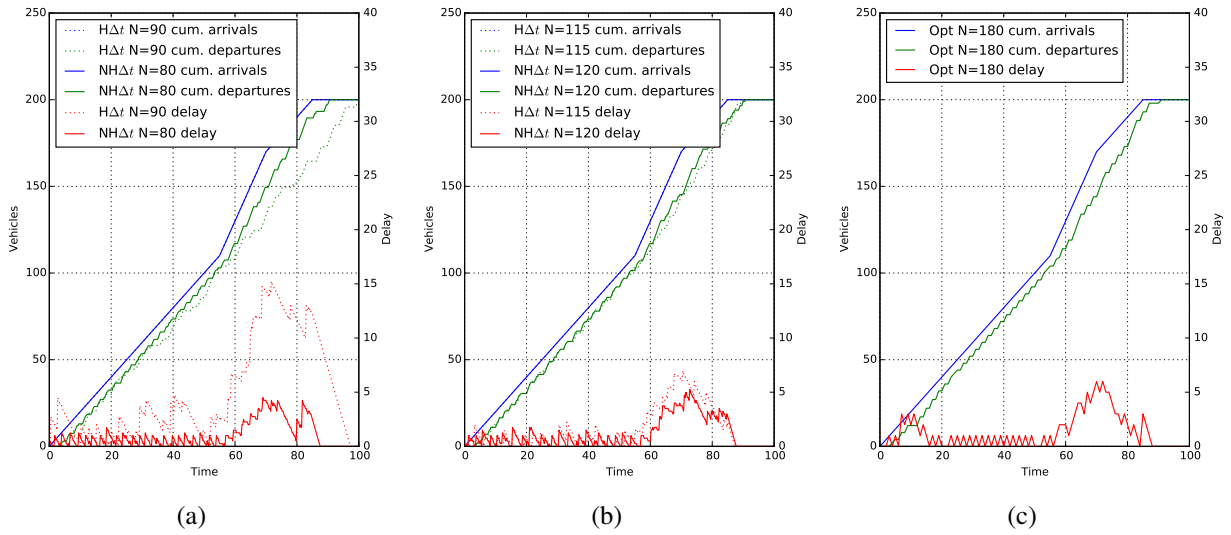 250
200
150
100
50
0
Vehicles
0 20 40 60 80 100
Time
40
35
30
25
20
15
10
5
0
Delay
HΔt N=90 cum. arrivals
HΔt N=90 cum. departures
NHΔt N=80 cum. arrivals
NHΔt N=80 cum. departures
HΔt N=90 delay
NHΔt N=80 delay
(a)
250
200
150
100
50
0
Vehicles
0 20 40 60 80 100
Time
40
35
30
25
20
15
10
5
0
Delay
HΔt N=115 cum. arrivals
HΔt N=115 cum. departures
NHΔt N=120 cum. arrivals
NHΔt N=120 cum. departures
HΔt N=115 delay
NHΔt N=120 delay
(b)
250
200
150
100
50
0
Vehicles
0 20 40 60 80 100
Time
40
35
30
25
20
15
10
5
0
Delay
Opt N=180 cum. arrivals
Opt N=180 cum. departures
Opt N=180 delay
(c)